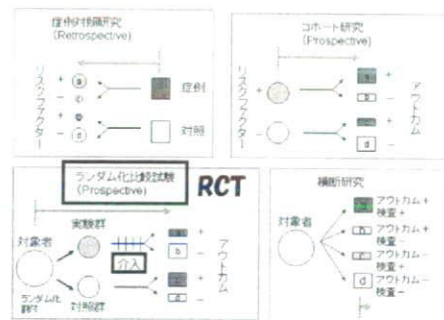 症例対照研究
(Retrospective)
リスクファクター
+
−
+
−
a
c
d
症例
対照
コホート研究
(Prospective)
リスクファクター
+
−
a
b
c
d
+
−
+
−
アウトカム
ランダム化比較試験
(Prospective)
RCT
実験群
対象者
介入
ランダム化
対照群
a
b
c
d
+
−
+
−
アウトカム
横断研究
対象者
アウトカム+
検査+
b
アウトカム+
検査−
c
アウトカム−
検査+
d
アウトカム−
検査−